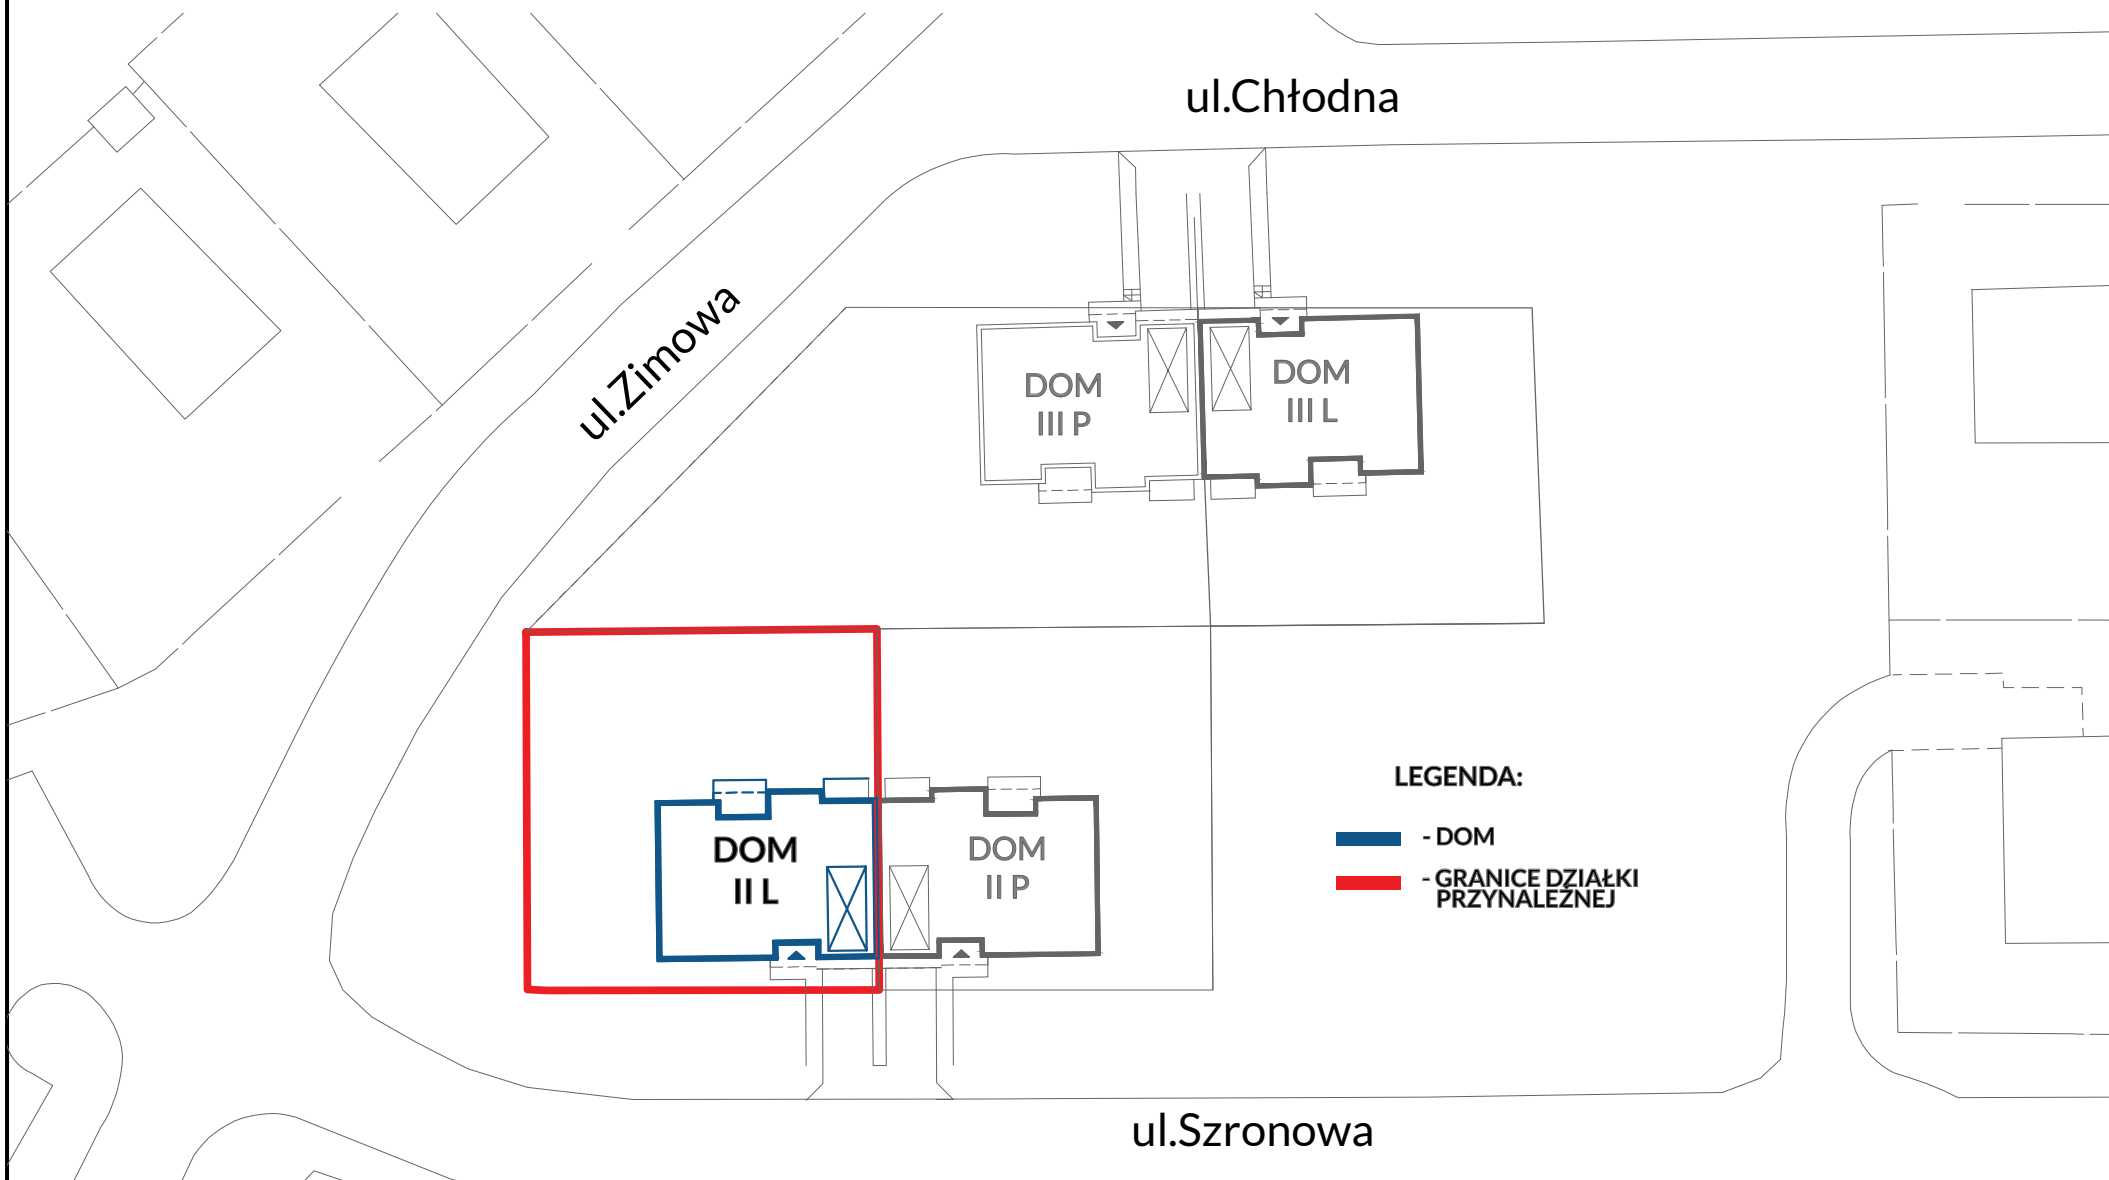 ul.Chłodna
ul.Zimowa
DOM
III P
DOM
III L
DOM
II L
DOM
II P
LEGENDA:
- DOM
- GRANICE DZIAŁKI
PRZYNALEŻNEJ
ul.Szronowa